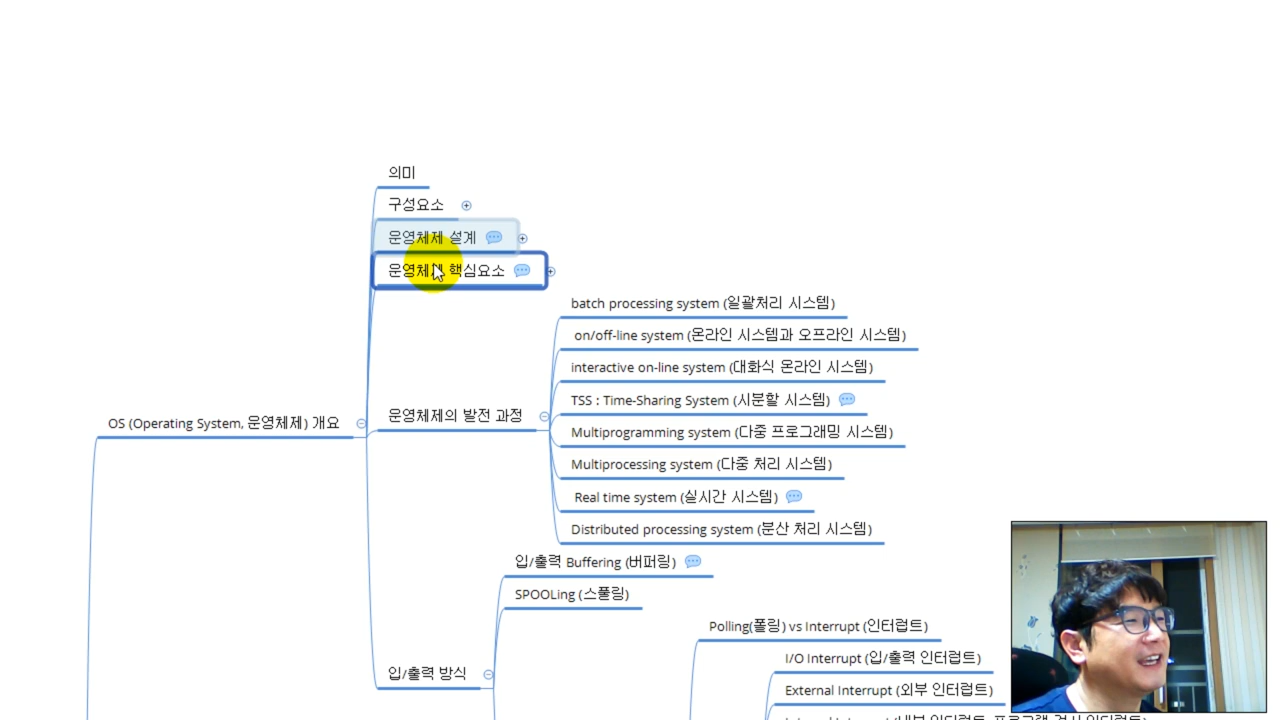 의미
구성요소
운영체제 설계
운영체제 핵심요소
batch processing system (일괄처리 시스템)
on/off-line system (온라인 시스템과 오프라인 시스템)
interactive on-line system (대화식 온라인 시스템)
OS (Operating System, 운영체제) 개요
운영체제의 발전 과정
TSS : Time-Sharing System (시분할 시스템)
Multiprogramming system (다중 프로그래밍 시스템)
Multiprocessing system (다중 처리 시스템)
Real time system (실시간 시스템)
Distributed processing system (분산 처리 시스템)
입/출력 Buffering (버퍼링)
SPOOLing (스풀링)
Polling(폴링) vs Interrupt (인터럽트)
입/출력 방식
I/O Interrupt (입/출력 인터럽트)
External Interrupt (외부 인터럽트)